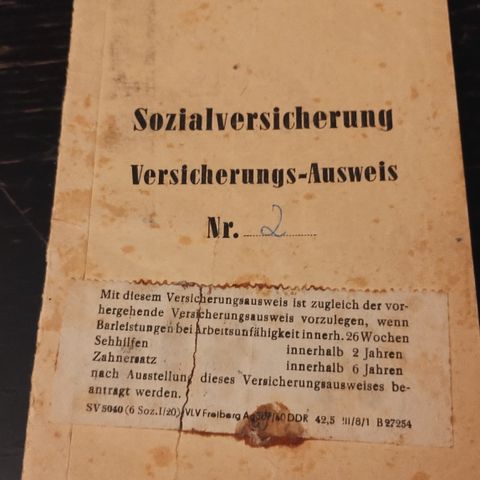 Sozialversicherung
Versicherungs-Ausweis
Nr. 2
Mit diesem Versicherungsausweis ist zugleich der vor-
hergehende Versicherungsausweis vorzulegen, wenn
Barleistungen bei Arbeitsunfähigkeit innerh. 26 Wochen
Sehhilfen innerhalb 2 Jahren
Zahnersatz innerhalb 6 Jahren
nach Ausstellung dieses Versicherungsausweises be-
antragt werden.
SV 5040 (6 Soz.I/20) VLV Freiberg DDR 42,5 III/8/1 B 27254